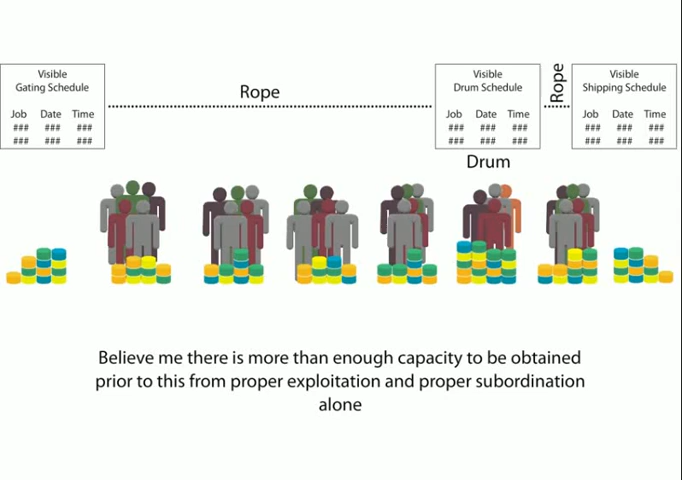 Visible
Gating Schedule
Job Date Time
### ### ###
### ### ###
Rope
Visible
Drum Schedule
Job Date Time
### ### ###
### ### ###
Rope
Visible
Shipping Schedule
Job Date Time
### ### ###
### ### ###
Drum
Believe me there is more than enough capacity to be obtained
prior to this from proper exploitation and proper subordination
alone